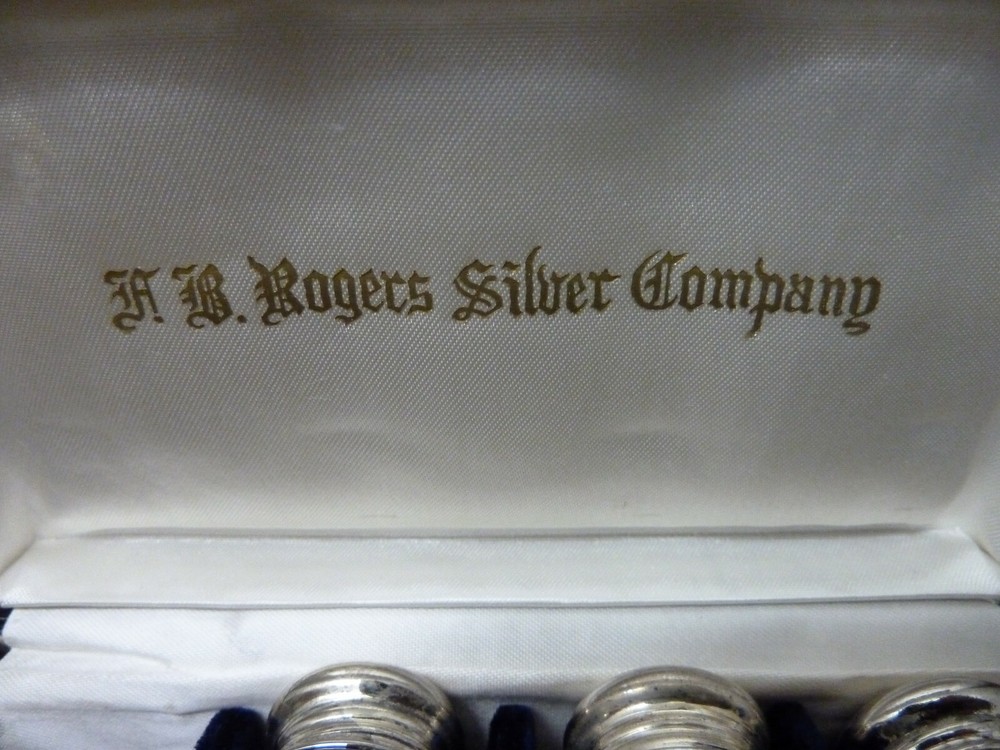 F. B. Rogers Silver Company